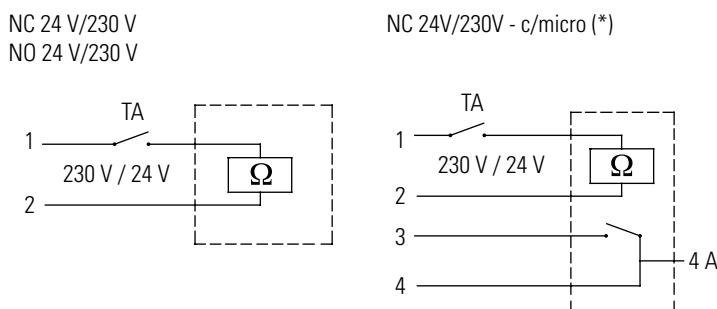 NC 24 V/230 V
NO 24 V/230 V
TA
1
230 V / 24 V
Ω
2
NC 24V/230V - c/micro (*)
TA
1
230 V / 24 V
Ω
2
3
4 A
4